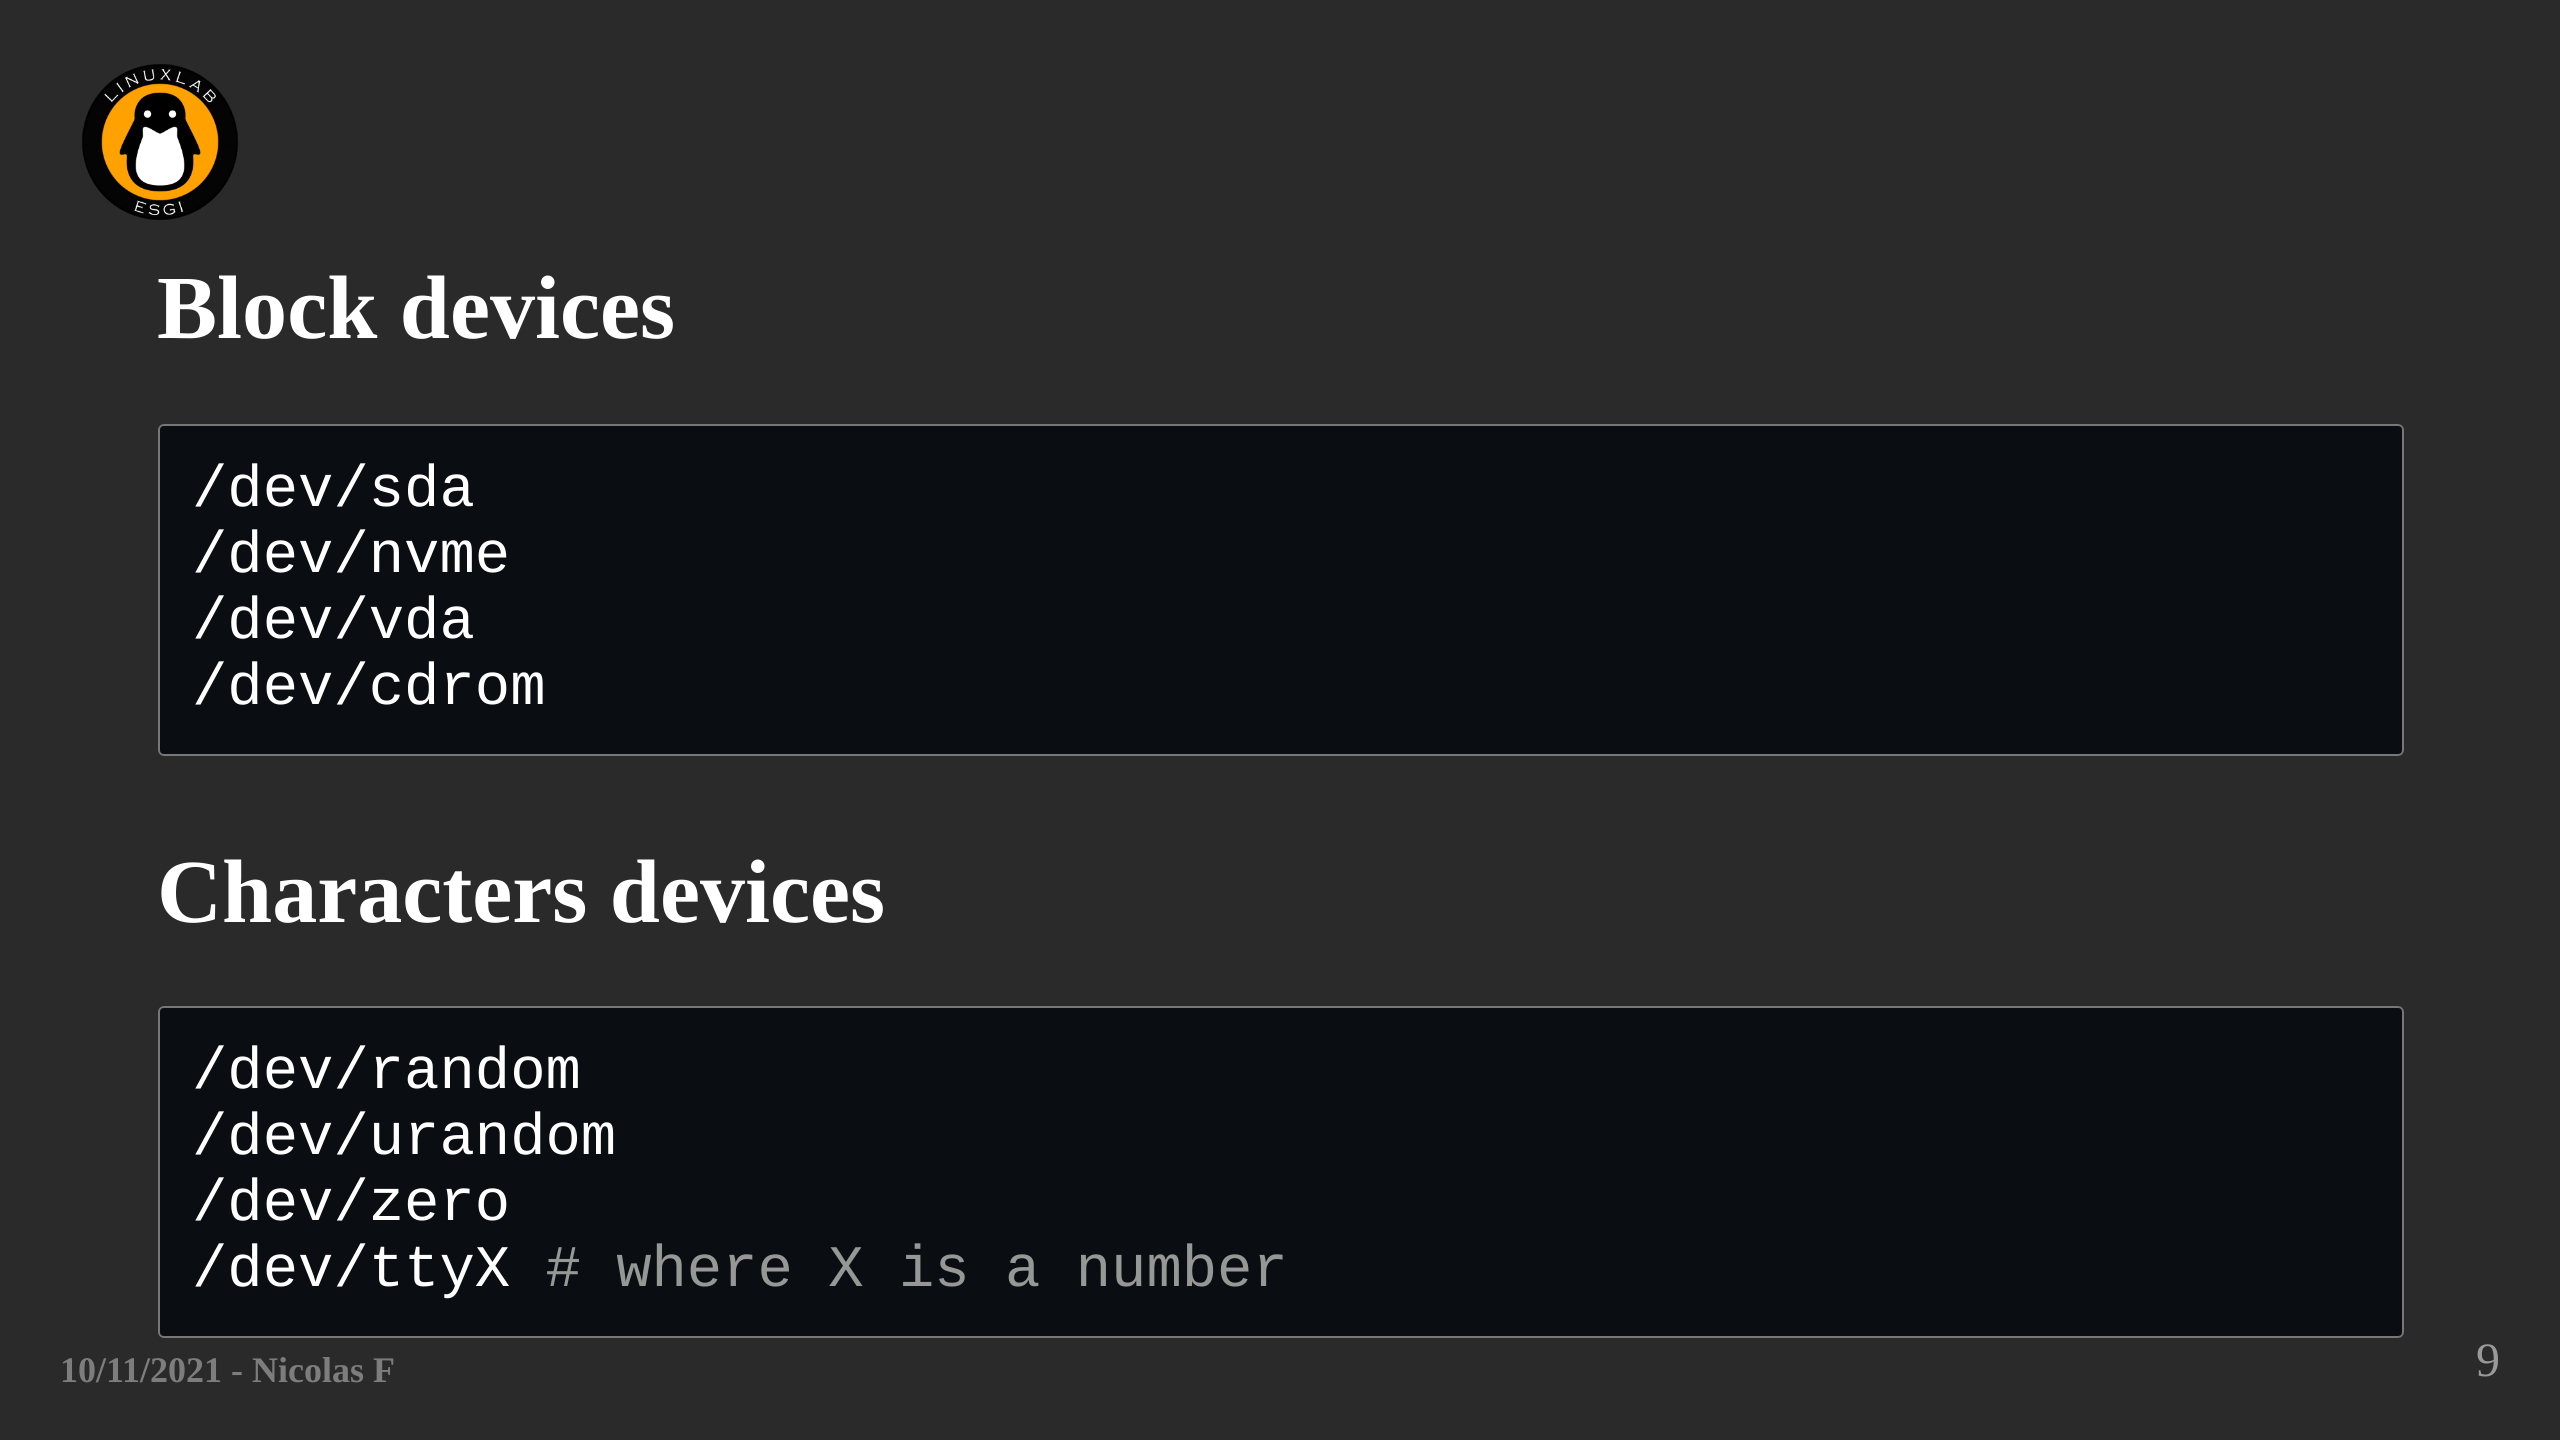 LINUXLAB
ESGI
Block devices
/dev/sda
/dev/nvme
/dev/vda
/dev/cdrom
Characters devices
/dev/random
/dev/urandom
/dev/zero
/dev/ttyX # where X is a number
10/11/2021 - Nicolas F
9